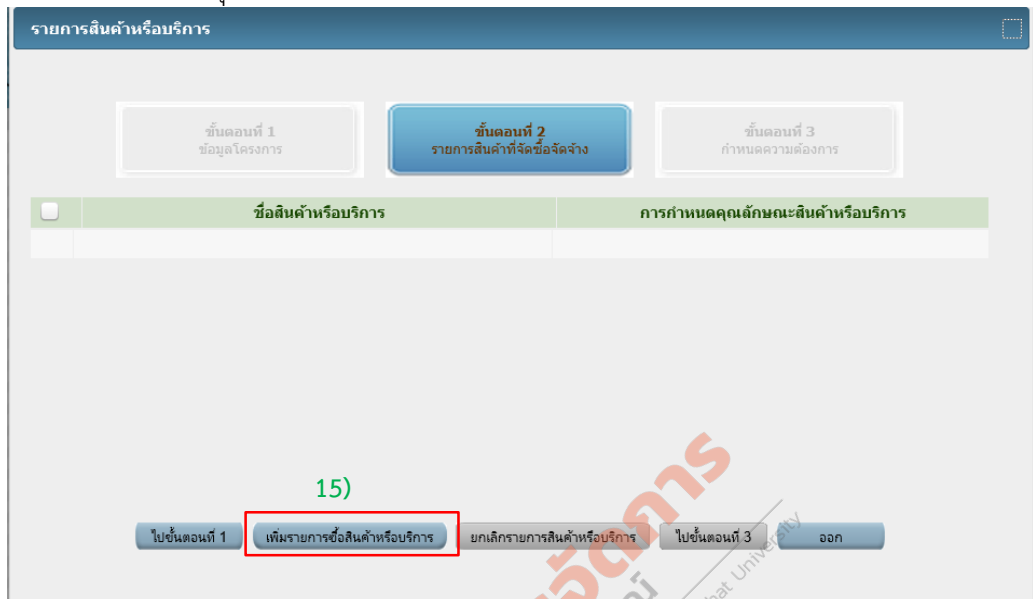 รายการสินค้าหรือบริการ
ขั้นตอนที่ 1
ข้อมูลโครงการ
ขั้นตอนที่ 2
รายการสินค้าที่จัดซื้อจัดจ้าง
ขั้นตอนที่ 3
กำหนดความต้องการ
ชื่อสินค้าหรือบริการ
การกำหนดคุณลักษณะสินค้าหรือบริการ
15)
ไปขั้นตอนที่ 1
เพิ่มรายการซื้อสินค้าหรือบริการ
ยกเลิกรายการสินค้าหรือบริการ
ไปขั้นตอนที่ 3
ออก
จัดการ
University